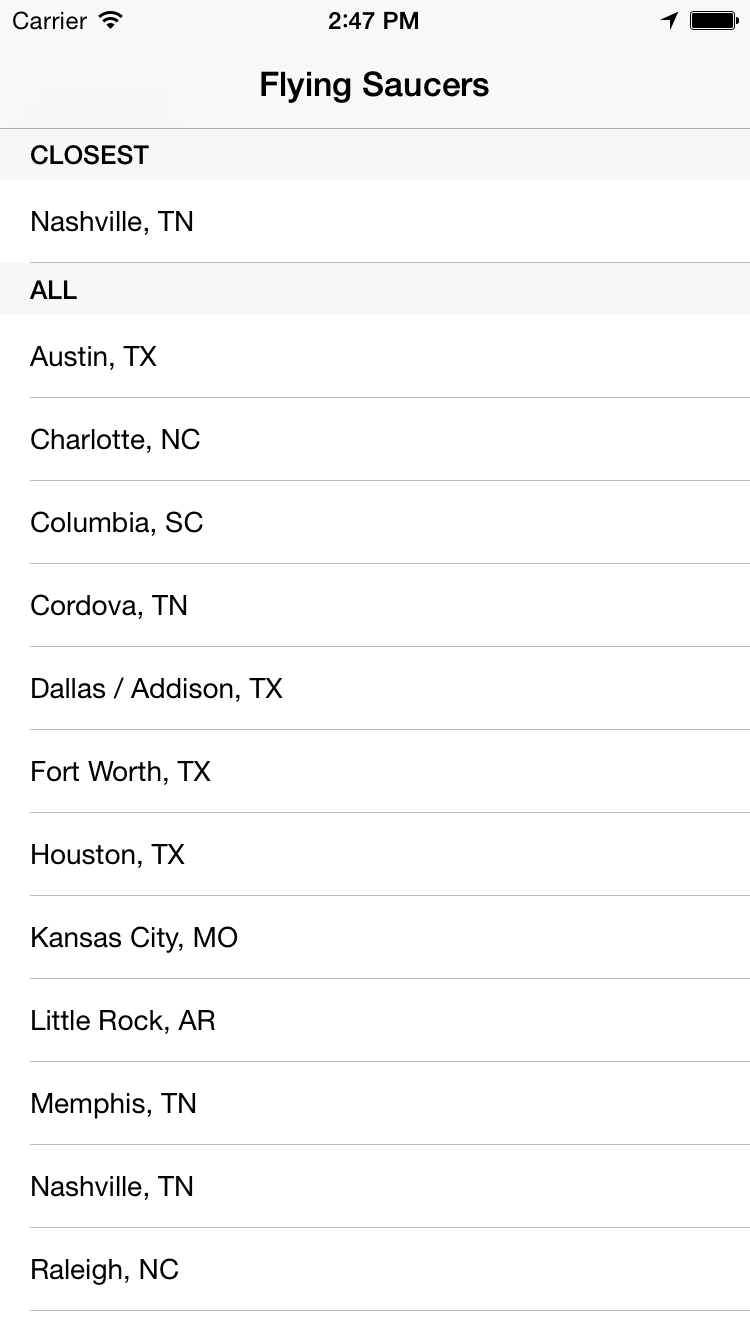 Carrier 2:47 PM
Flying Saucers
CLOSEST
Nashville, TN
ALL
Austin, TX
Charlotte, NC
Columbia, SC
Cordova, TN
Dallas / Addison, TX
Fort Worth, TX
Houston, TX
Kansas City, MO
Little Rock, AR
Memphis, TN
Nashville, TN
Raleigh, NC